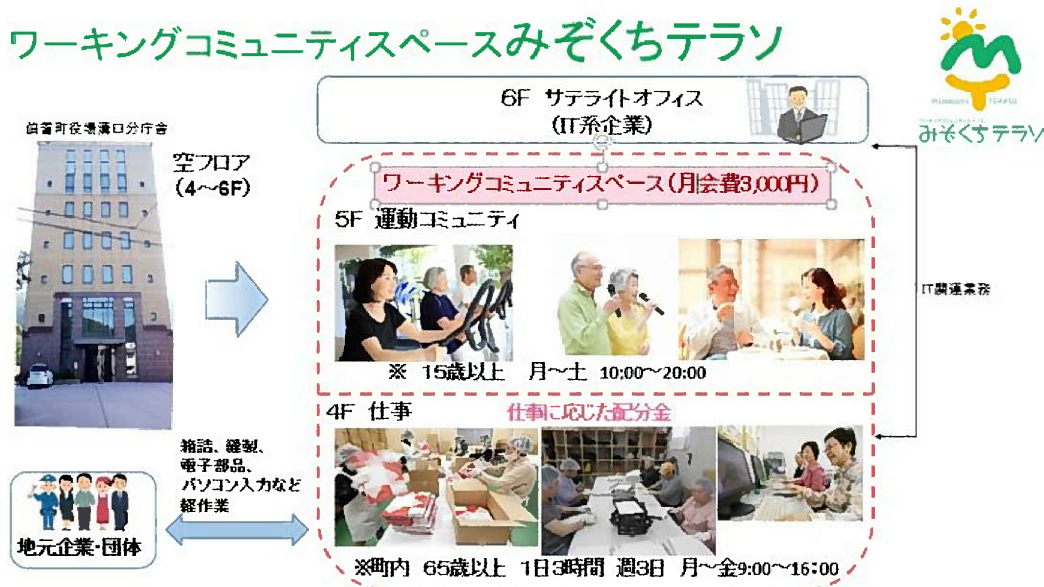 ワーキングコミュニティスペースみぞくちテラソ
みぞくちテラソ
6F サテライトオフィス
(IT系企業)
伯耆町役場溝口分庁舎
空フロア
(4～6F)
ワーキングコミュニティスペース(月会費3,000円)
5F 運動コミュニティ
IT関連業務
※ 15歳以上 月～土 10:00～20:00
4F 仕事 仕事に応じた配分金
箱詰、縫製、
電子部品、
パソコン入力など
軽作業
地元企業・団体
※町内 65歳以上 1日3時間 週3日 月～金9:00～16:00